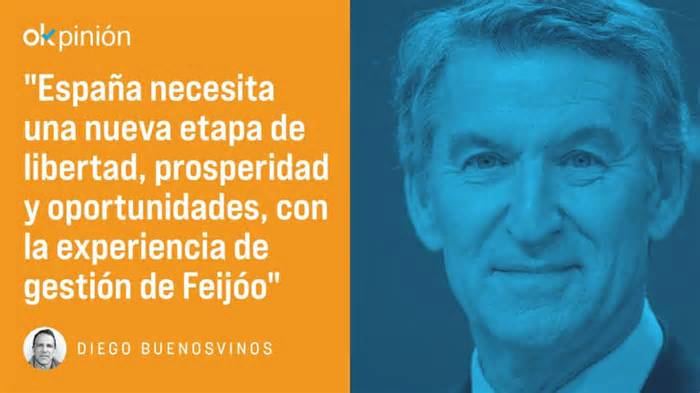 okpinión
"España necesita
una nueva etapa de
libertad, prosperidad
y oportunidades, con
la experiencia de
gestión de Feijóo"
DIEGO BUENOSVINOS